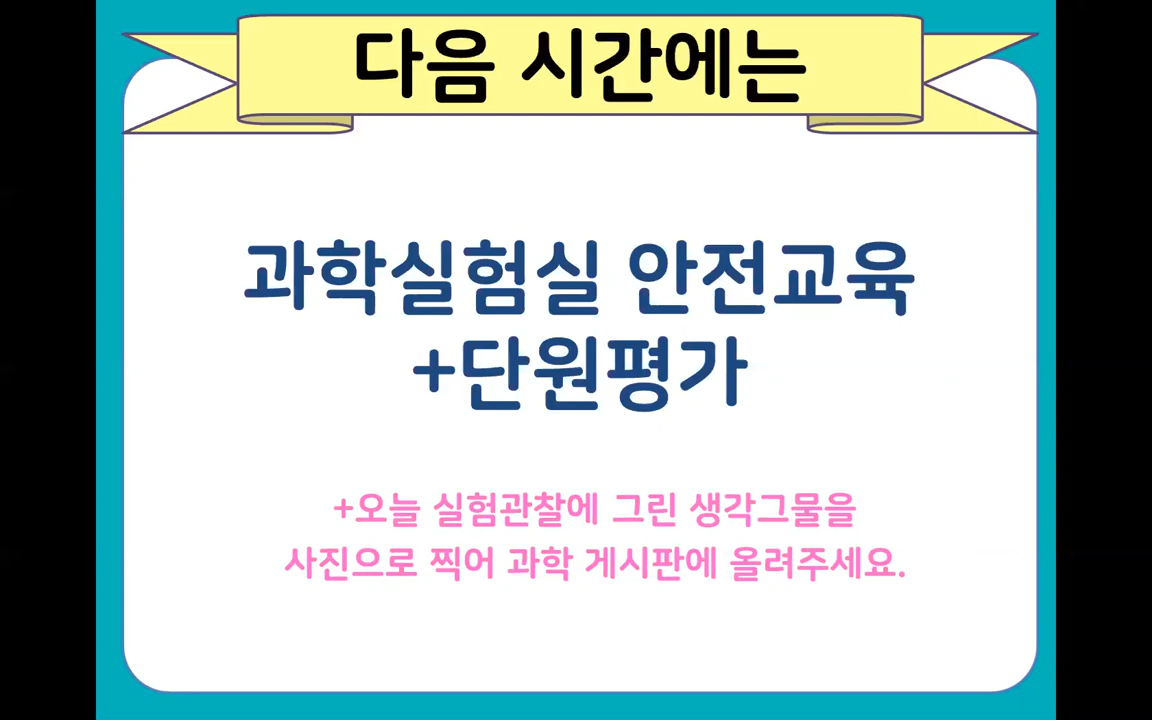 다음 시간에는
과학실험실 안전교육
+단원평가
+오늘 실험관찰에 그린 생각그물을
사진으로 찍어 과학 게시판에 올려주세요.